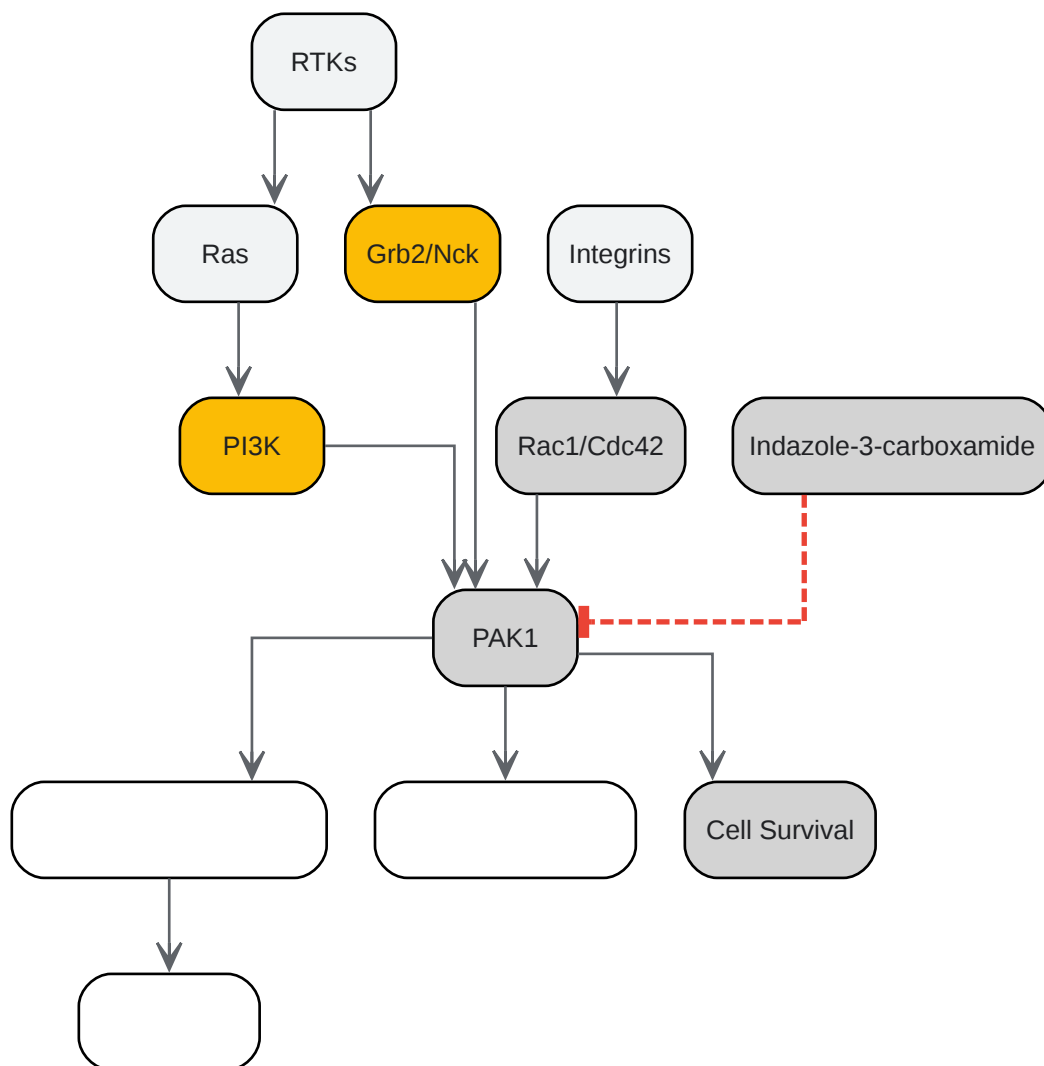 RTKs
Ras
Grb2/Nck
Integrins
PI3K
Rac1/Cdc42
Indazole-3-carboxamide
PAK1
Cell Survival